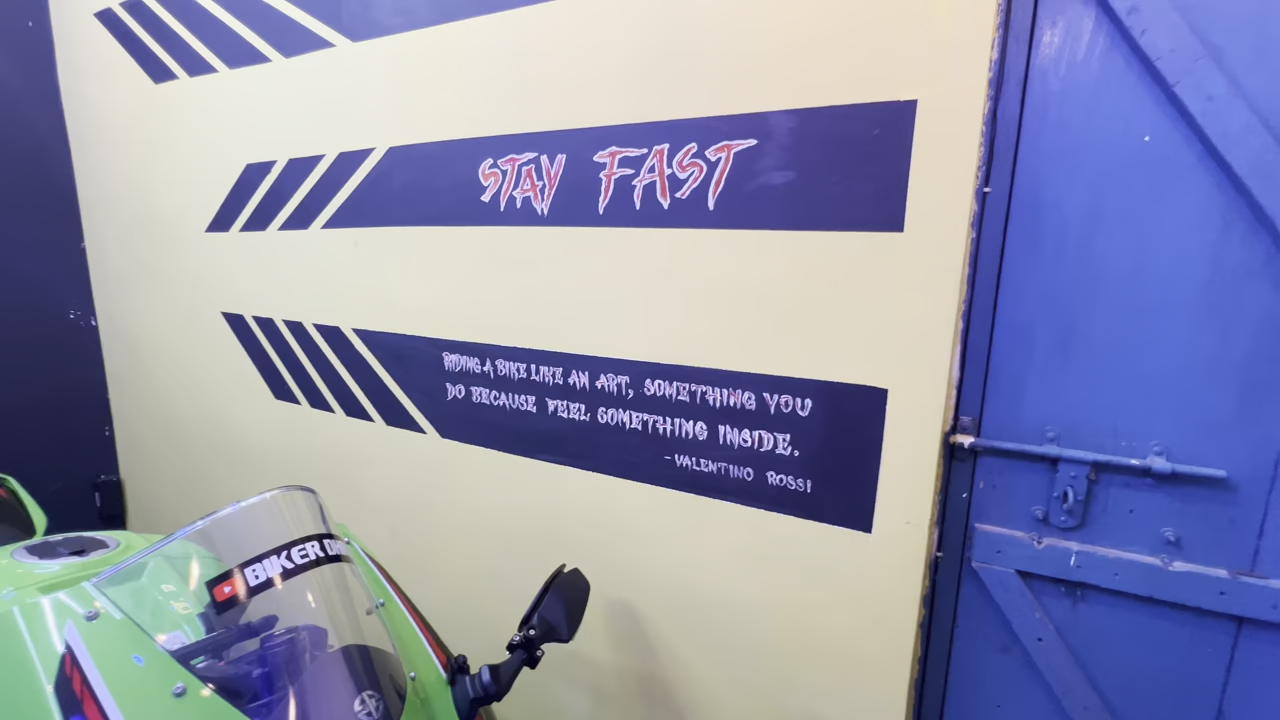 STAY FAST
RIDING A BIKE LIKE AN ART, SOMETHING YOU
DO BECAUSE FEEL SOMETHING INSIDE.
-VALENTINO ROSSI
BIKER